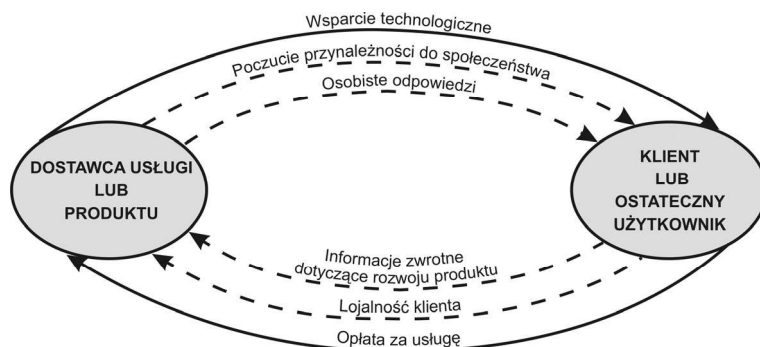 Wsparcie technologiczne
Poczucie przynależności do społeczeństwa
Osobiste odpowiedzi
DOSTAWCA USŁUGI
LUB
PRODUKTU
KLIENT
LUB
OSTATECZNY
UŻYTKOWNIK
Informacje zwrotne
dotyczące rozwoju produktu
Lojalność klienta
Opłata za usługę